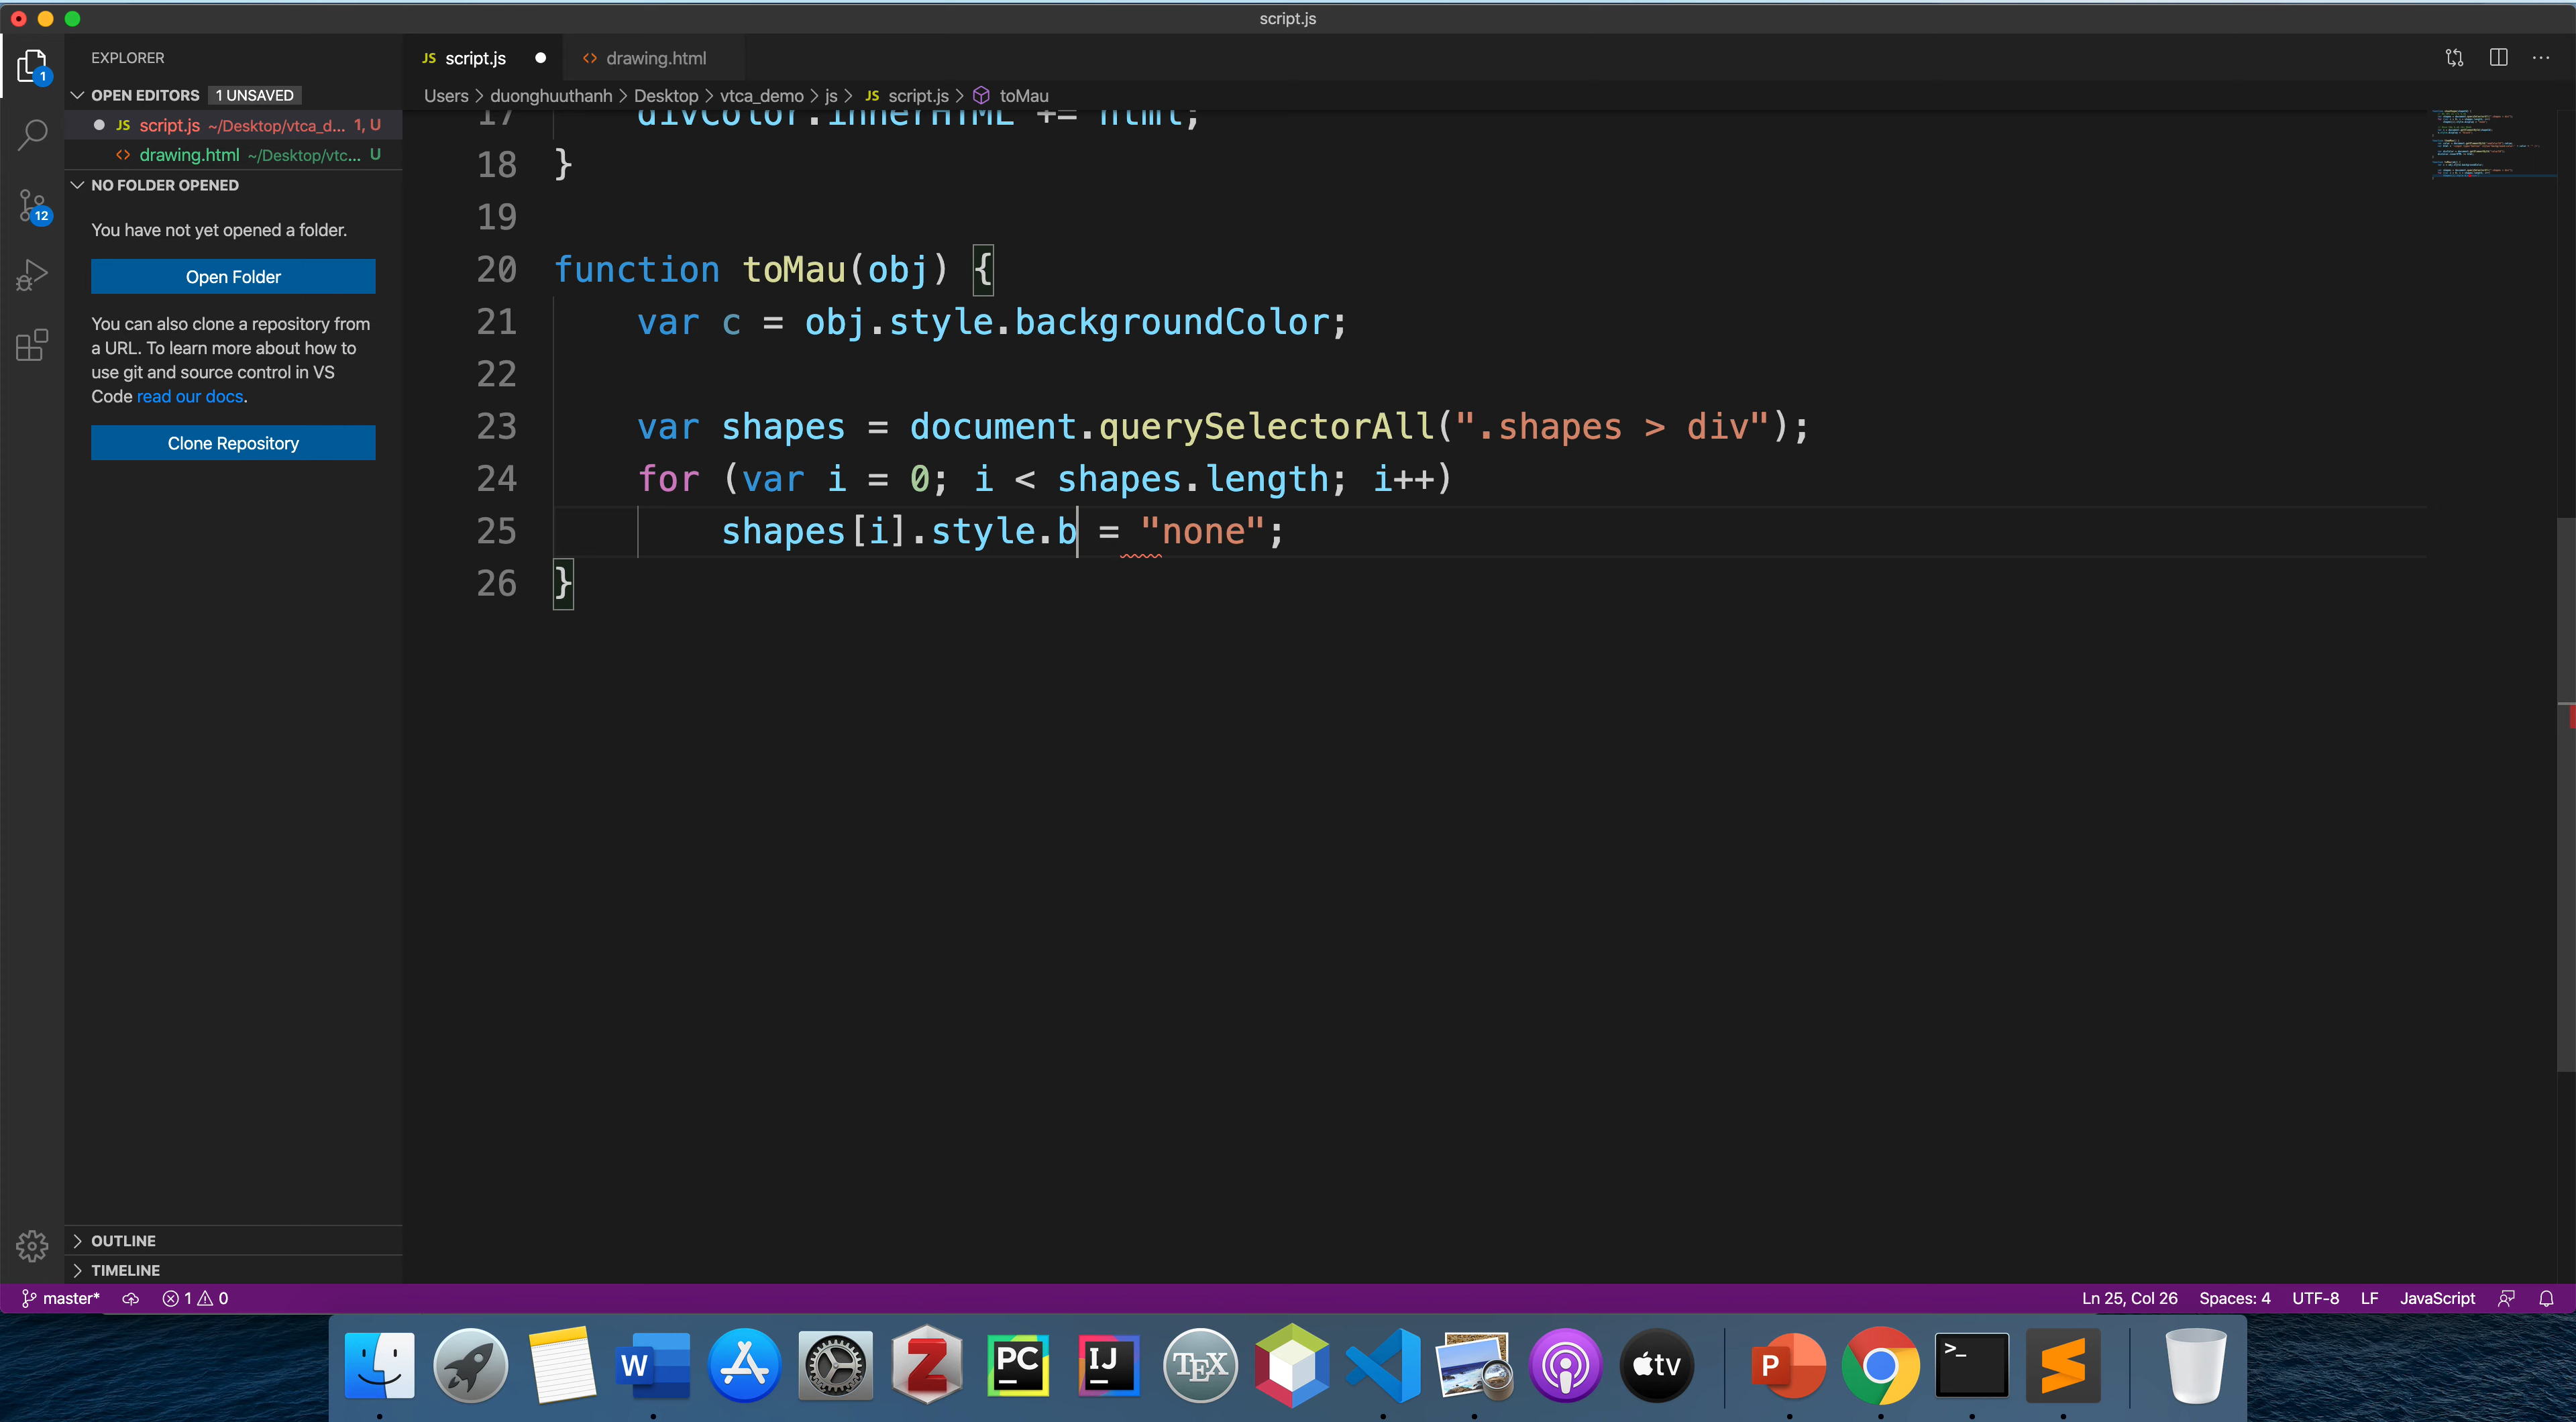 script.js
EXPLORER
OPEN EDITORS 1 UNSAVED
JS script.js ~/Desktop/vtca_d... 1, U
<> drawing.html ~/Desktop/vtc... U
NO FOLDER OPENED
You have not yet opened a folder.
Open Folder
You can also clone a repository from
a URL. To learn more about how to
use git and source control in VS
Code read our docs.
Clone Repository
OUTLINE
TIMELINE
1
12
JS script.js
<> drawing.html
Users > duonghuuthanh > Desktop > vtca_demo > js > JS script.js > toMau
17 divColor.innerHTML += html;
18 }
19
20 function toMau(obj) {
21 var c = obj.style.backgroundColor;
22
23 var shapes = document.querySelectorAll(".shapes > div");
24 for (var i = 0; i < shapes.length; i++)
25 shapes[i].style.b = "none";
26 }
master* 1 0
Ln 25, Col 26 Spaces: 4 UTF-8 LF JavaScript
W
Z
PC
IJ
TEX
tv
P
>_